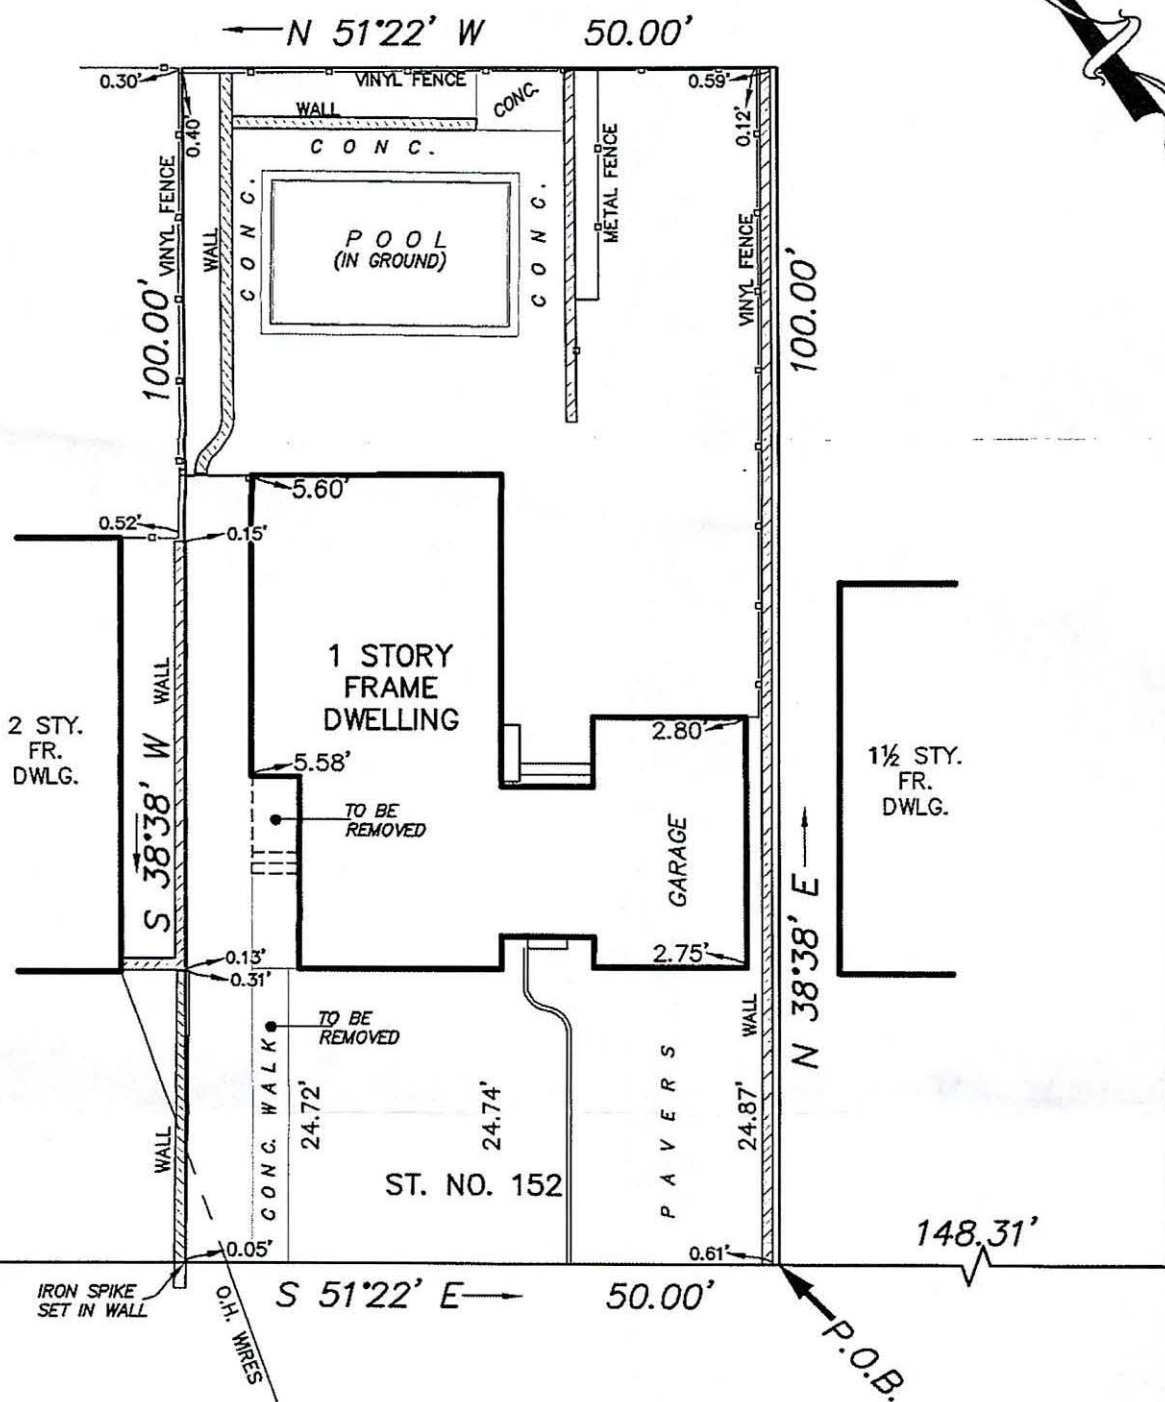 N 51°22' W 50.00'
0.30'
VINYL FENCE
0.59'
WALL
CONC.
0.40'
0.12'
CONC.
METAL FENCE
VINYL FENCE
WALL
CONC.
POOL
(IN GROUND)
CONC.
VINYL FENCE
100.00'
100.00'
5.60'
0.52'
0.15'
1 STORY
FRAME
DWELLING
WALL
2 STY.
FR.
DWLG.
2.80'
1½ STY.
FR.
DWLG.
5.58'
TO BE
REMOVED
S 38°38' W
GARAGE
N 38°38' E
0.13'
0.31'
2.75'
WALL
TO BE
REMOVED
CONC. WALK
24.72'
24.74'
PAVERS
24.87'
WALL
ST. NO. 152
148.31'
0.05'
0.61'
IRON SPIKE
SET IN WALL
S 51°22' E 50.00'
O.H. WIRES
P.O.B.